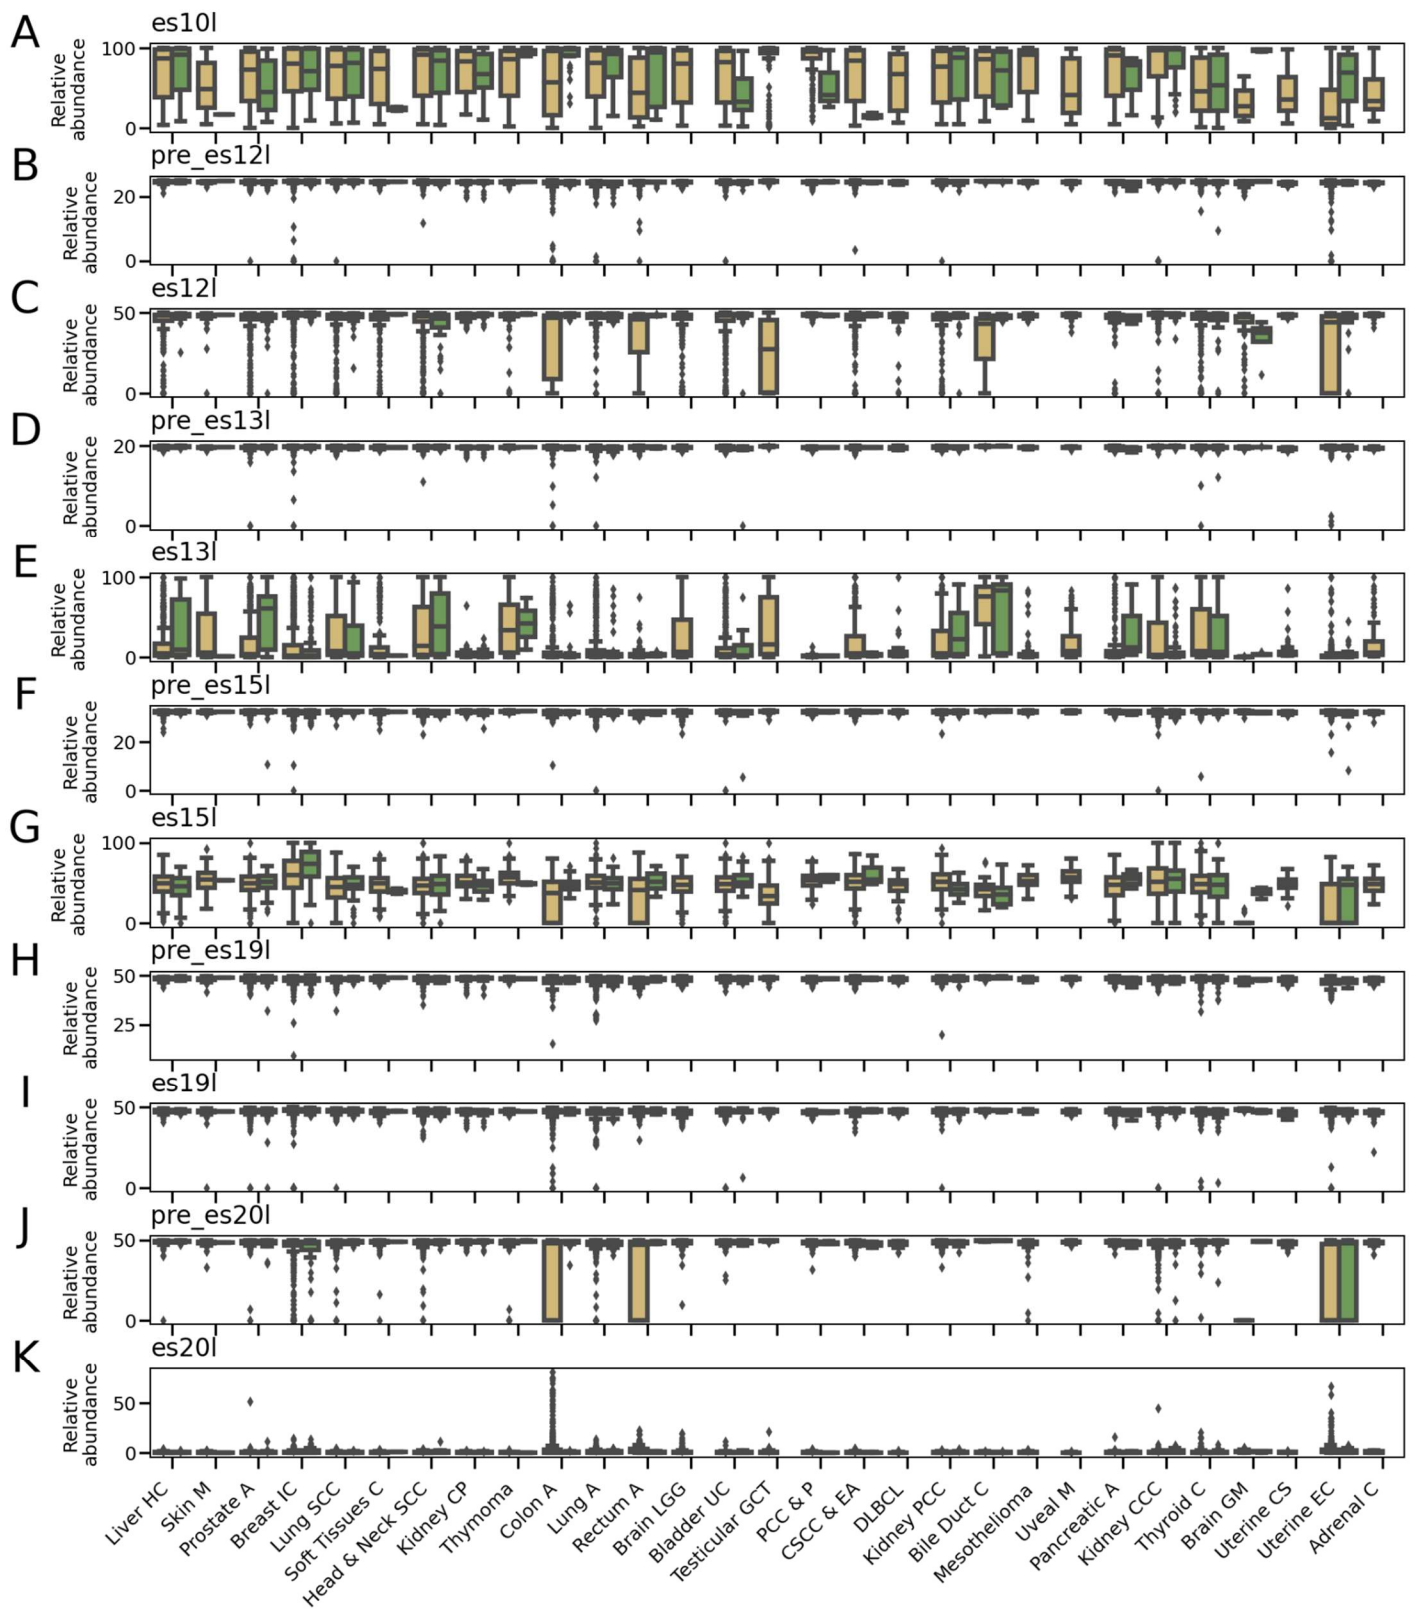 A
es10l
Relative
abundance
100
0
B
pre_es12l
Relative
abundance
20
0
C
es12l
Relative
abundance
50
0
D
pre_es13l
Relative
abundance
20
0
E
es13l
Relative
abundance
100
0
F
pre_es15l
Relative
abundance
20
0
G
es15l
Relative
abundance
100
0
H
pre_es19l
Relative
abundance
50
25
I
es19l
Relative
abundance
50
0
J
pre_es20l
Relative
abundance
50
0
K
es20l
Relative
abundance
50
0
Liver HC
Skin M
Prostate A
Breast IC
Lung SCC
Soft Tissues C
Head & Neck SCC
Kidney CP
Thymoma
Colon A
Lung A
Rectum A
Brain LGG
Bladder UC
Testicular GCT
PCC & P
CSCC & EA
DLBCL
Kidney PCC
Bile Duct C
Mesothelioma
Uveal M
Pancreatic A
Kidney CCC
Thyroid C
Brain GM
Uterine CS
Uterine EC
Adrenal C